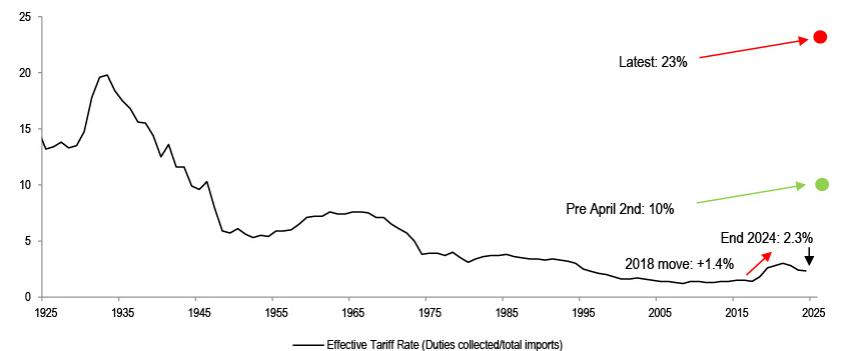 25
20
15
10
5
0
Latest: 23%
Pre April 2nd: 10%
End 2024: 2.3%
2018 move: +1.4%
1925 1935 1945 1955 1965 1975 1985 1995 2005 2015 2025
Effective Tariff Rate (Duties collected/total imports)